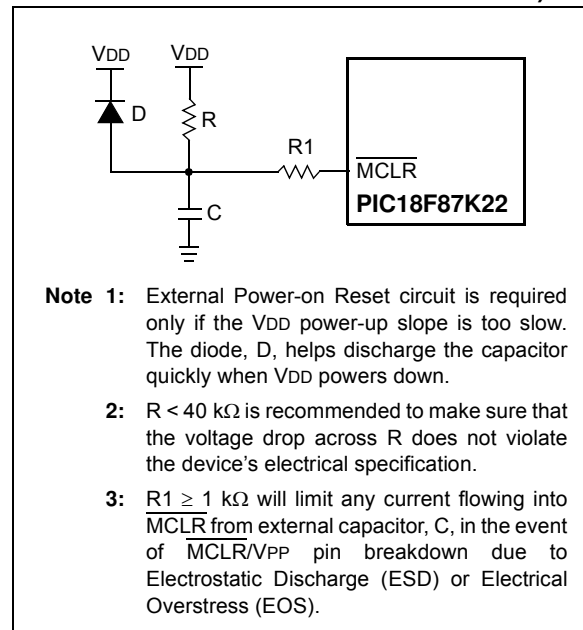 VDD VDD
D
R
R1
MCLR
PIC18F87K22
C
Note 1: External Power-on Reset circuit is required
only if the VDD power-up slope is too slow.
The diode, D, helps discharge the capacitor
quickly when VDD powers down.
2: R < 40 kΩ is recommended to make sure that
the voltage drop across R does not violate
the device's electrical specification.
3: R1 ≥ 1 kΩ will limit any current flowing into
MCLR from external capacitor, C, in the event
of MCLR/VPP pin breakdown due to
Electrostatic Discharge (ESD) or Electrical
Overstress (EOS).